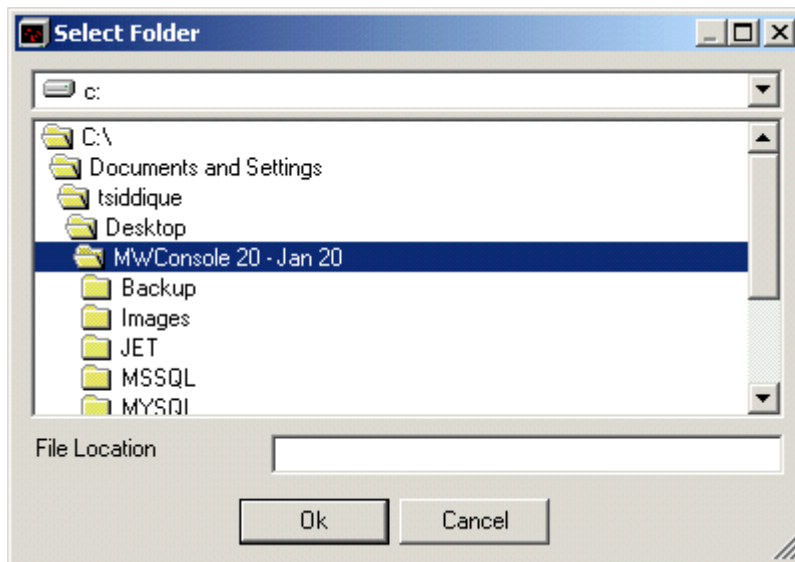 Select Folder
c:
C:\
Documents and Settings
tsiddique
Desktop
MWConsole 20 - Jan 20
Backup
Images
JET
MSSQL
MYSQL
File Location
Ok
Cancel